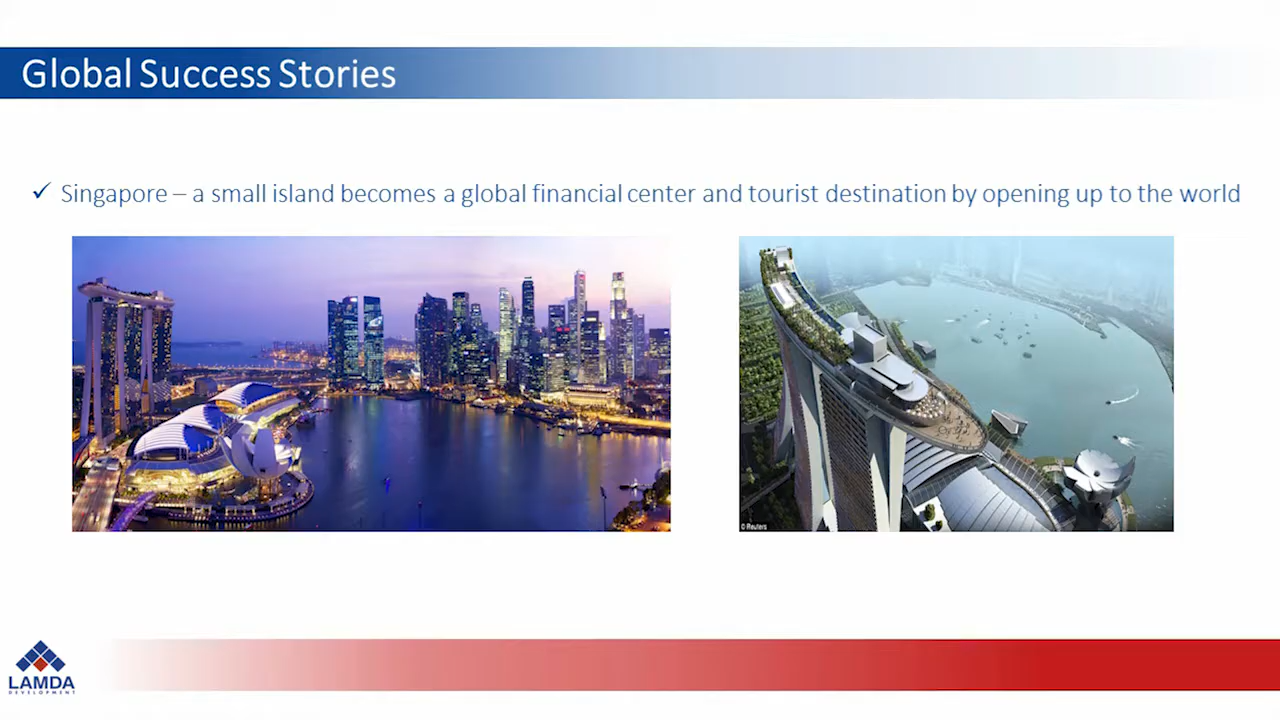 Global Success Stories
✓ Singapore – a small island becomes a global financial center and tourist destination by opening up to the world
© Reuters
LAMDA
DEVELOPMENT